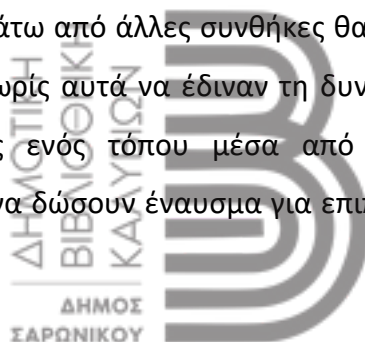 άτω από άλλες συνθήκες θα
ωρίς αυτά να έδιναν τη δυν
ς ενός τόπου μέσα από
να δώσουν έναυσμα για επι
ΔΗΜΟΤΙΚΗ
ΒΙΒΛΙΟΘΗΚΗ
ΚΑΛΥΒΙΩΝ
ΔΗΜΟΣ
ΣΑΡΩΝΙΚΟΥ